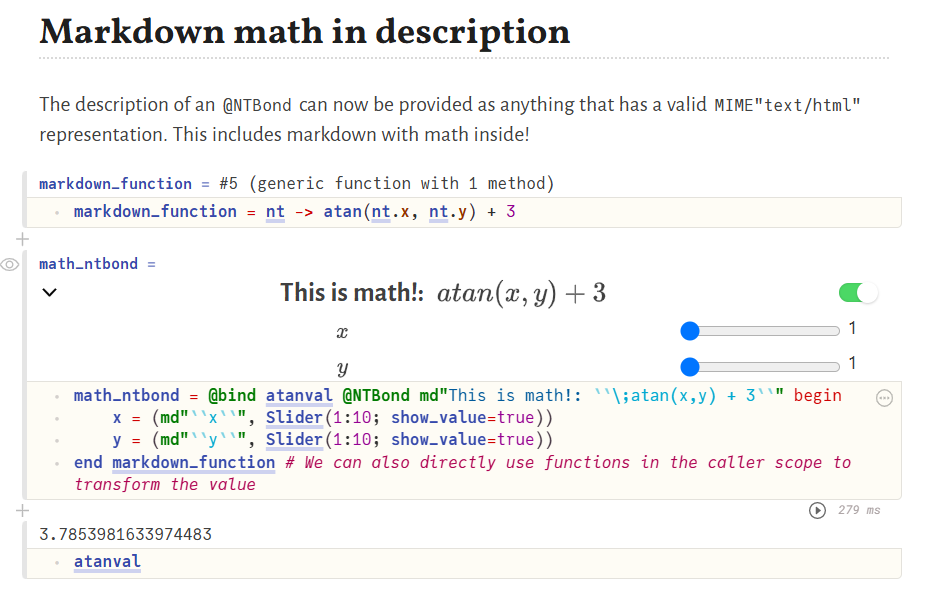 Markdown math in description
The description of an @NTBond can now be provided as anything that has a valid MIME"text/html"
representation. This includes markdown with math inside!
markdown_function = #5 (generic function with 1 method)
markdown_function = nt -> atan(nt.x, nt.y) + 3
math_ntbond =
This is math!: atan(x, y) + 3
x 1
y 1
math_ntbond = @bind atanval @NTBond md"This is math!: ``\;atan(x,y) + 3``" begin
x = (md"``x``", Slider(1:10; show_value=true))
y = (md"``y``", Slider(1:10; show_value=true))
end markdown_function # We can also directly use functions in the caller scope to
transform the value
279 ms
3.7853981633974483
atanval